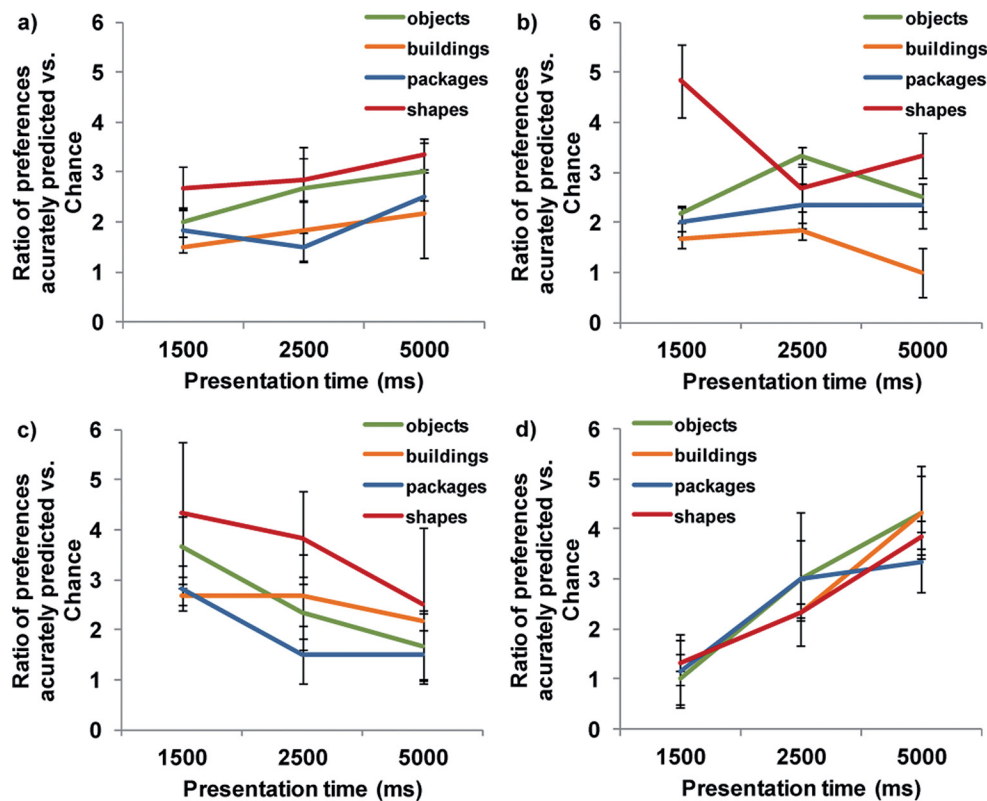 a)
objects
buildings
packages
shapes
Ratio of preferences
acurately predicted vs.
Chance
6
5
4
3
2
1
0
1500 2500 5000
Presentation time (ms)
b)
objects
buildings
packages
shapes
Ratio of preferences
acurately predicted vs.
Chance
6
5
4
3
2
1
0
1500 2500 5000
Presentation time (ms)
c)
objects
buildings
packages
shapes
Ratio of preferences
acurately predicted vs.
Chance
6
5
4
3
2
1
0
1500 2500 5000
Presentation time (ms)
d)
objects
buildings
packages
shapes
Ratio of preferences
acurately predicted vs.
Chance
6
5
4
3
2
1
0
1500 2500 5000
Presentation time (ms)